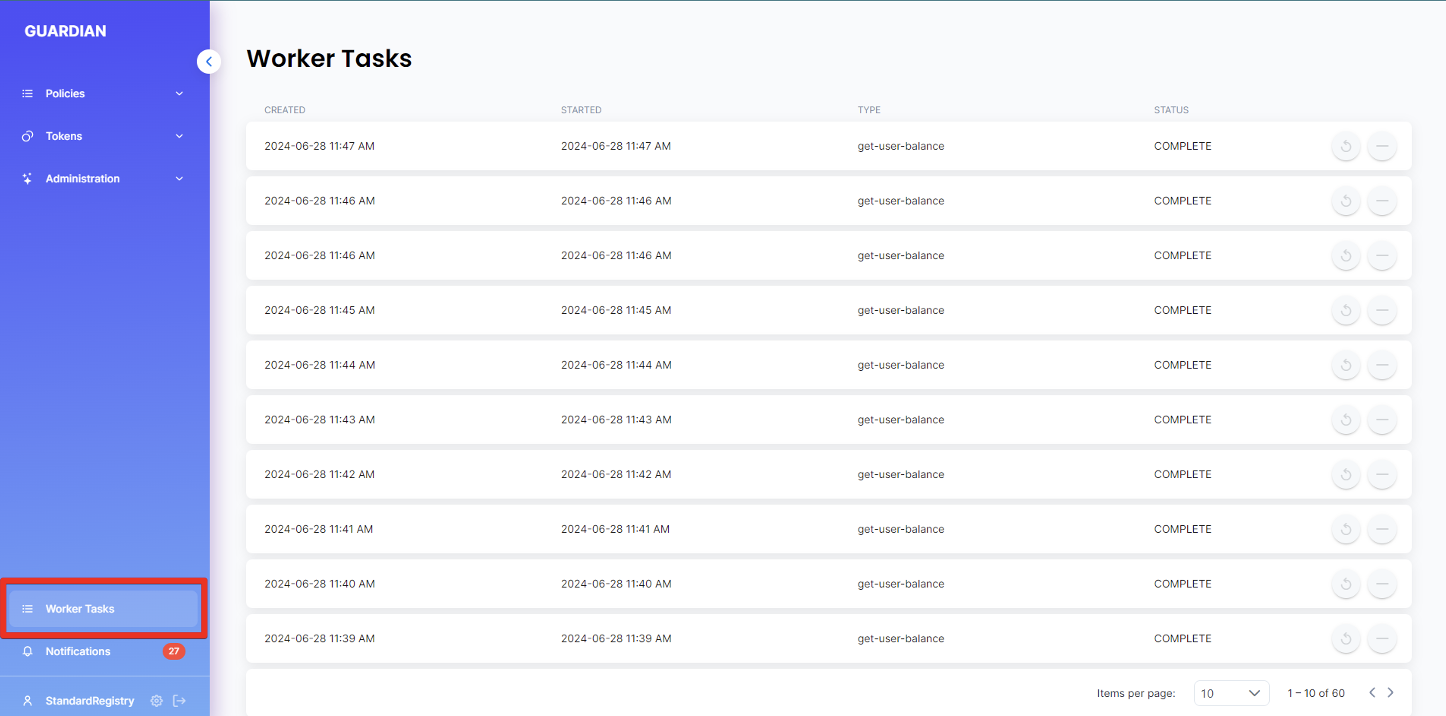 GUARDIAN
Policies
Tokens
Administration
Worker Tasks
Notifications 27
StandardRegistry
Worker Tasks
CREATED STARTED TYPE STATUS
2024-06-28 11:47 AM 2024-06-28 11:47 AM get-user-balance COMPLETE
2024-06-28 11:46 AM 2024-06-28 11:46 AM get-user-balance COMPLETE
2024-06-28 11:46 AM 2024-06-28 11:46 AM get-user-balance COMPLETE
2024-06-28 11:45 AM 2024-06-28 11:45 AM get-user-balance COMPLETE
2024-06-28 11:44 AM 2024-06-28 11:44 AM get-user-balance COMPLETE
2024-06-28 11:43 AM 2024-06-28 11:43 AM get-user-balance COMPLETE
2024-06-28 11:42 AM 2024-06-28 11:42 AM get-user-balance COMPLETE
2024-06-28 11:41 AM 2024-06-28 11:41 AM get-user-balance COMPLETE
2024-06-28 11:40 AM 2024-06-28 11:40 AM get-user-balance COMPLETE
2024-06-28 11:39 AM 2024-06-28 11:39 AM get-user-balance COMPLETE
Items per page: 10 1 – 10 of 60